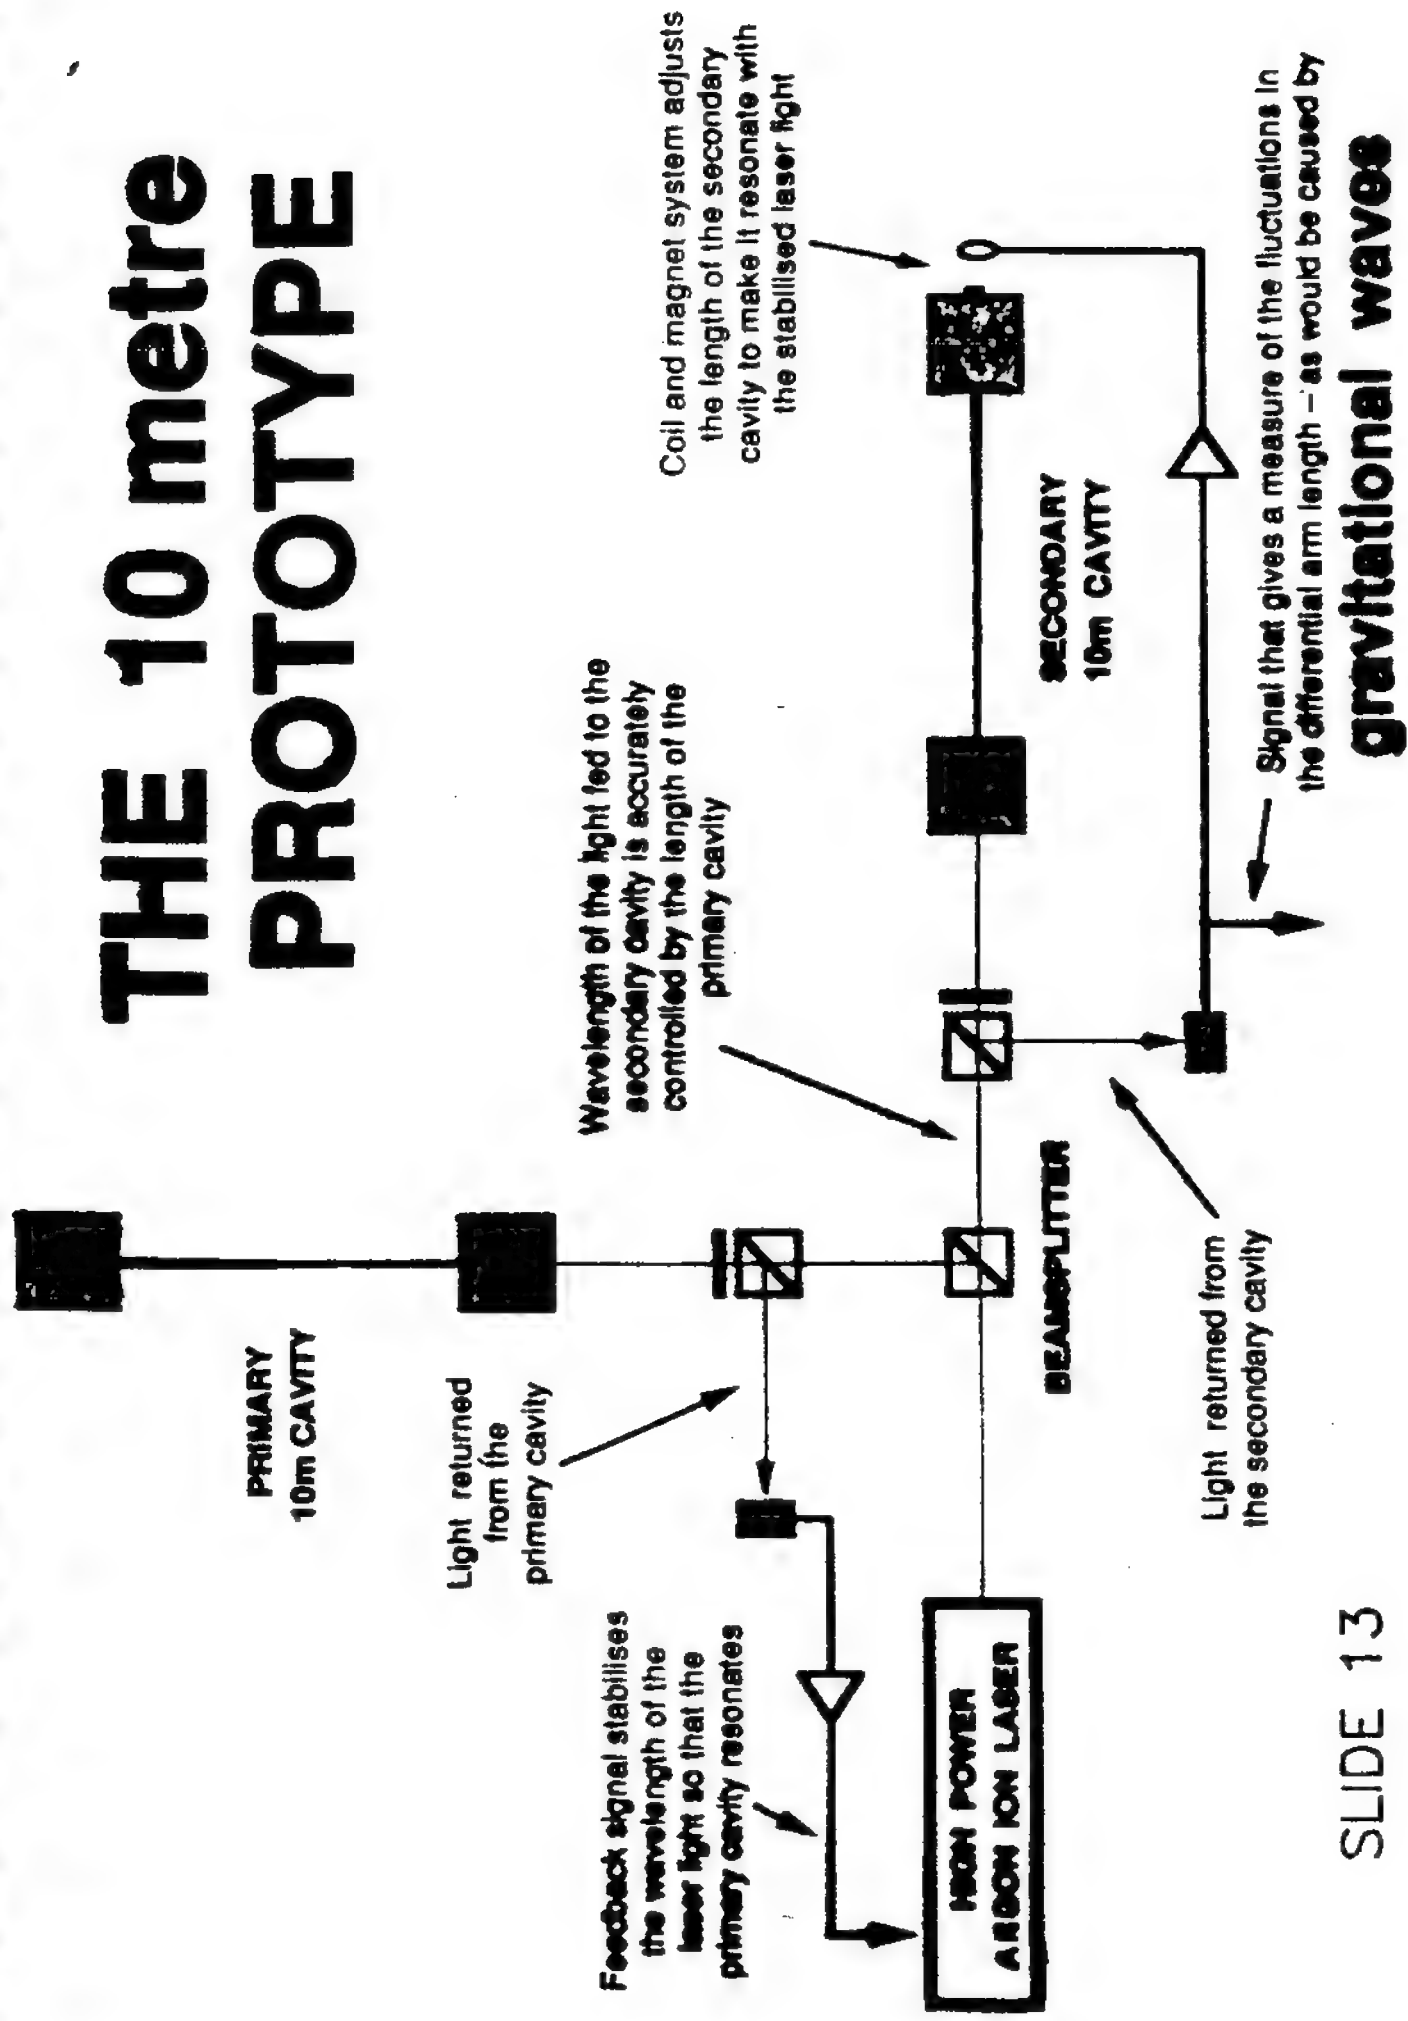 THE 10 metre
PROTOTYPE
PRIMARY
10m CAVITY
Light returned
from the
primary cavity
Feedback signal stabilises
the wavelength of the
laser light so that the
primary cavity resonates
HIGH POWER
ARGON ION LASER
BEAMSPLITTER
Wavelength of the light fed to the
secondary cavity is accurately
controlled by the length of the
primary cavity
Coil and magnet system adjusts
the length of the secondary
cavity to make it resonate with
the stabilised laser light
SECONDARY
10m CAVITY
Light returned from
the secondary cavity
Signal that gives a measure of the fluctuations in
the differential arm length – as would be caused by
gravitational waves
SLIDE 13